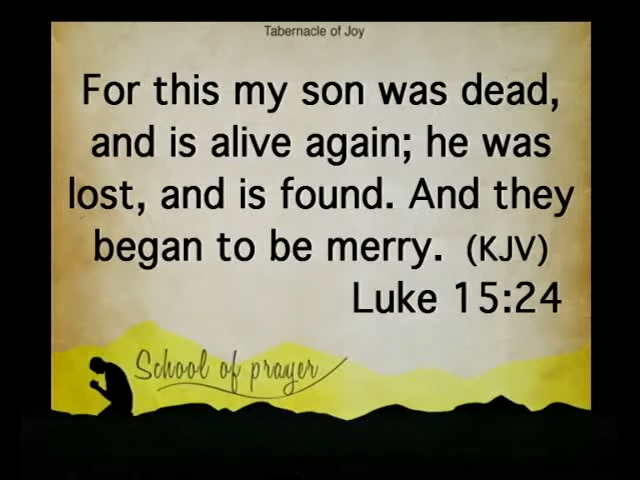 Tabernacle of Joy
For this my son was dead,
and is alive again; he was
lost, and is found. And they
began to be merry. (KJV)
Luke 15:24
School of prayer